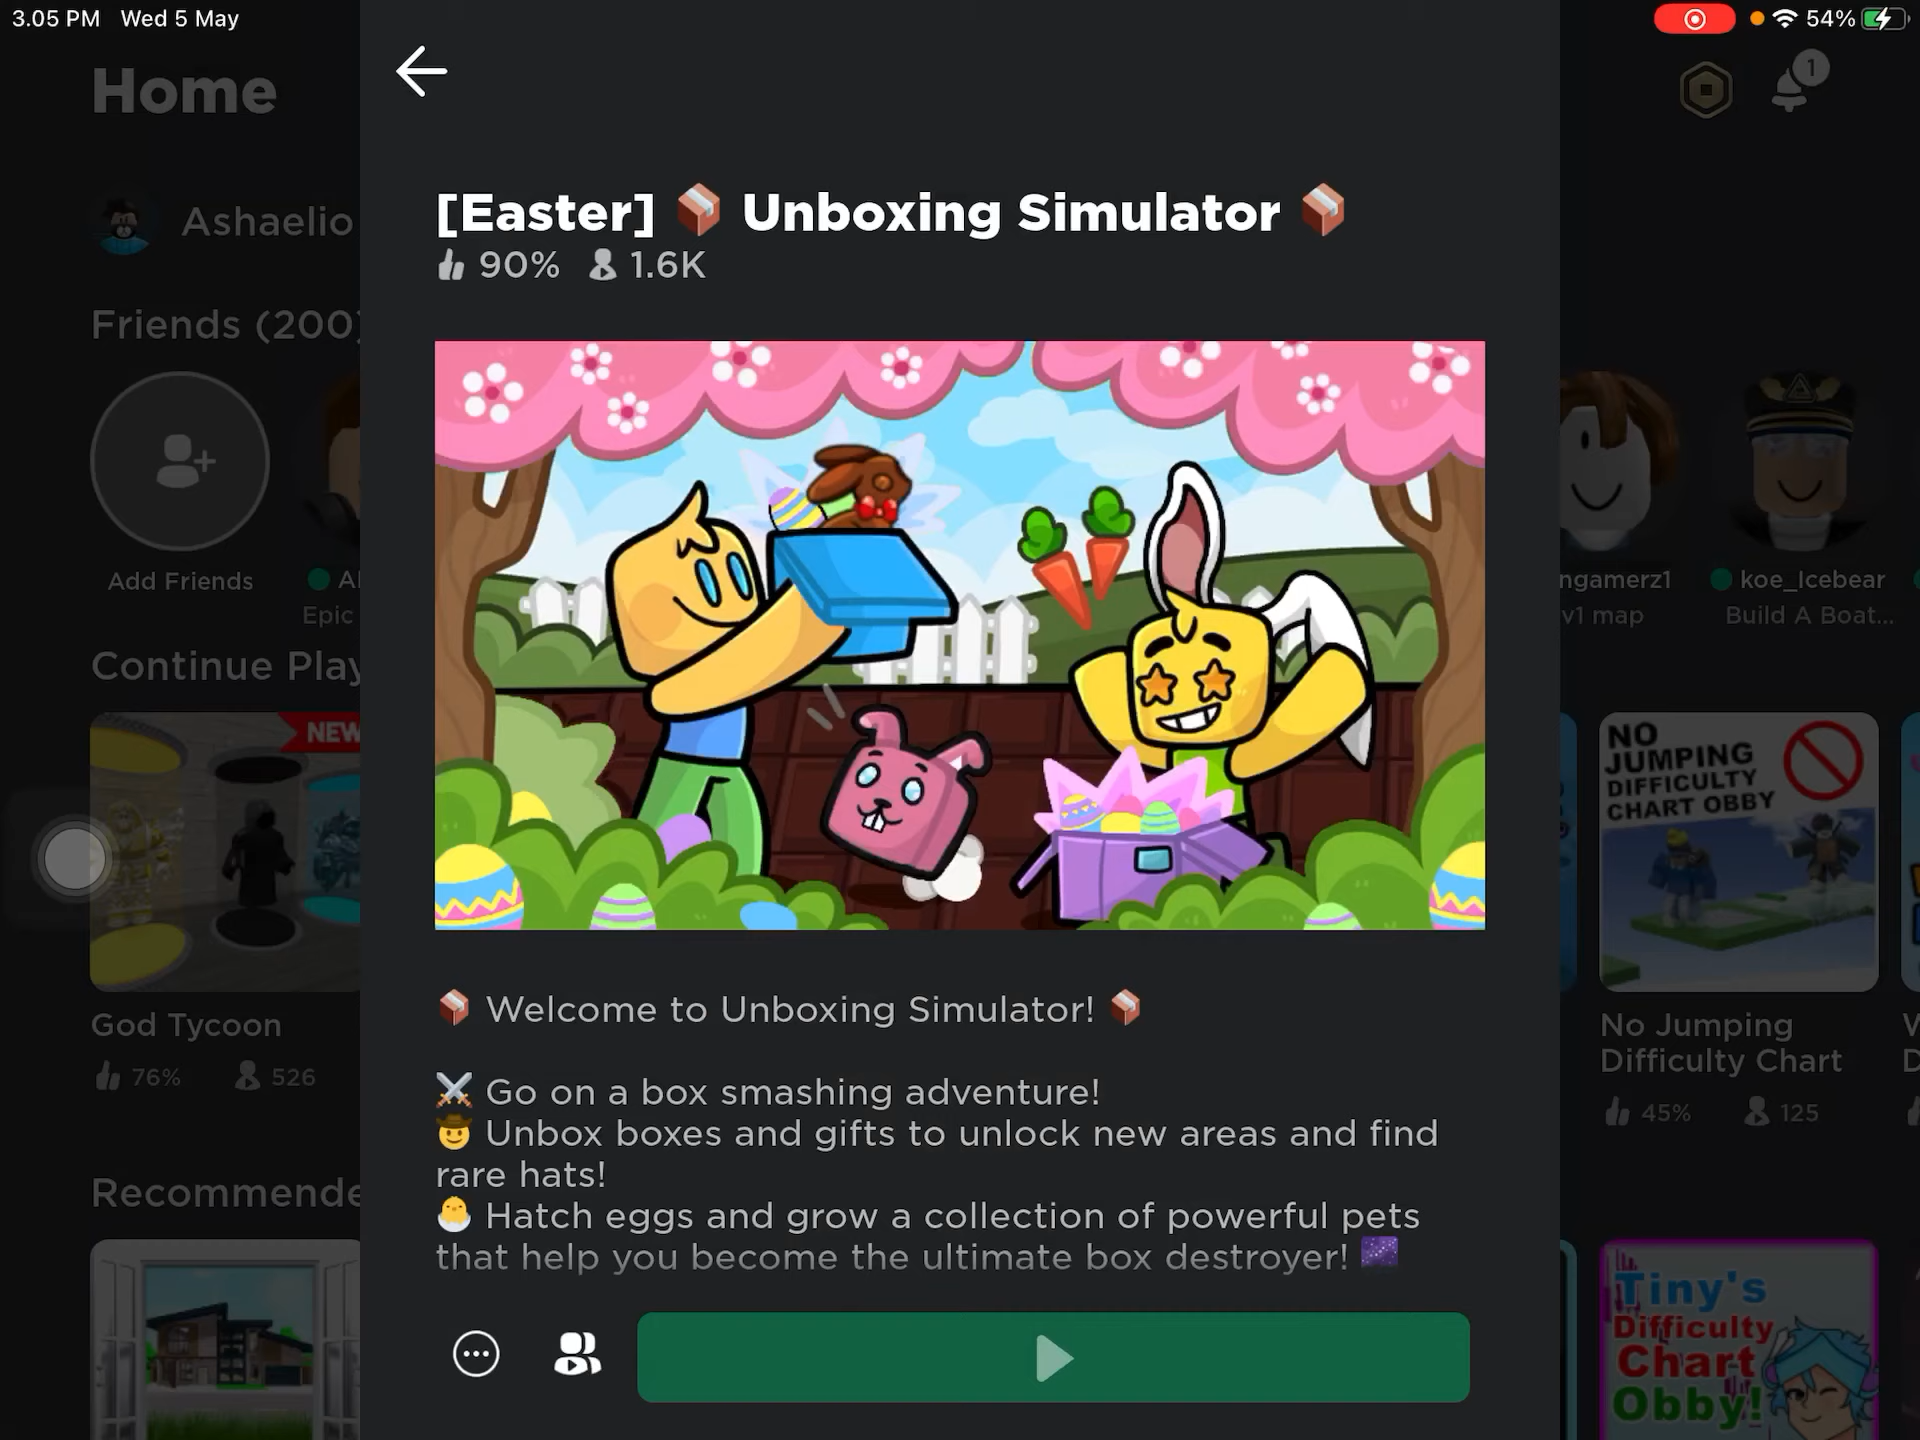 3.05 PM Wed 5 May
54%
Home
1
Ashaelio
[Easter] Unboxing Simulator
90% 1.6K
Friends (200)
Add Friends
Epic
ngamerz1
v1 map
koe_Icebear
Build A Boat...
Continue Play
NEW
NO
JUMPING
DIFFICULTY
CHART OBBY
God Tycoon
76% 526
No Jumping
Difficulty Chart
45% 125
Welcome to Unboxing Simulator!
Go on a box smashing adventure!
Unbox boxes and gifts to unlock new areas and find
rare hats!
Hatch eggs and grow a collection of powerful pets
that help you become the ultimate box destroyer!
Recommende
Tiny's
Difficulty
Chart
Obby!